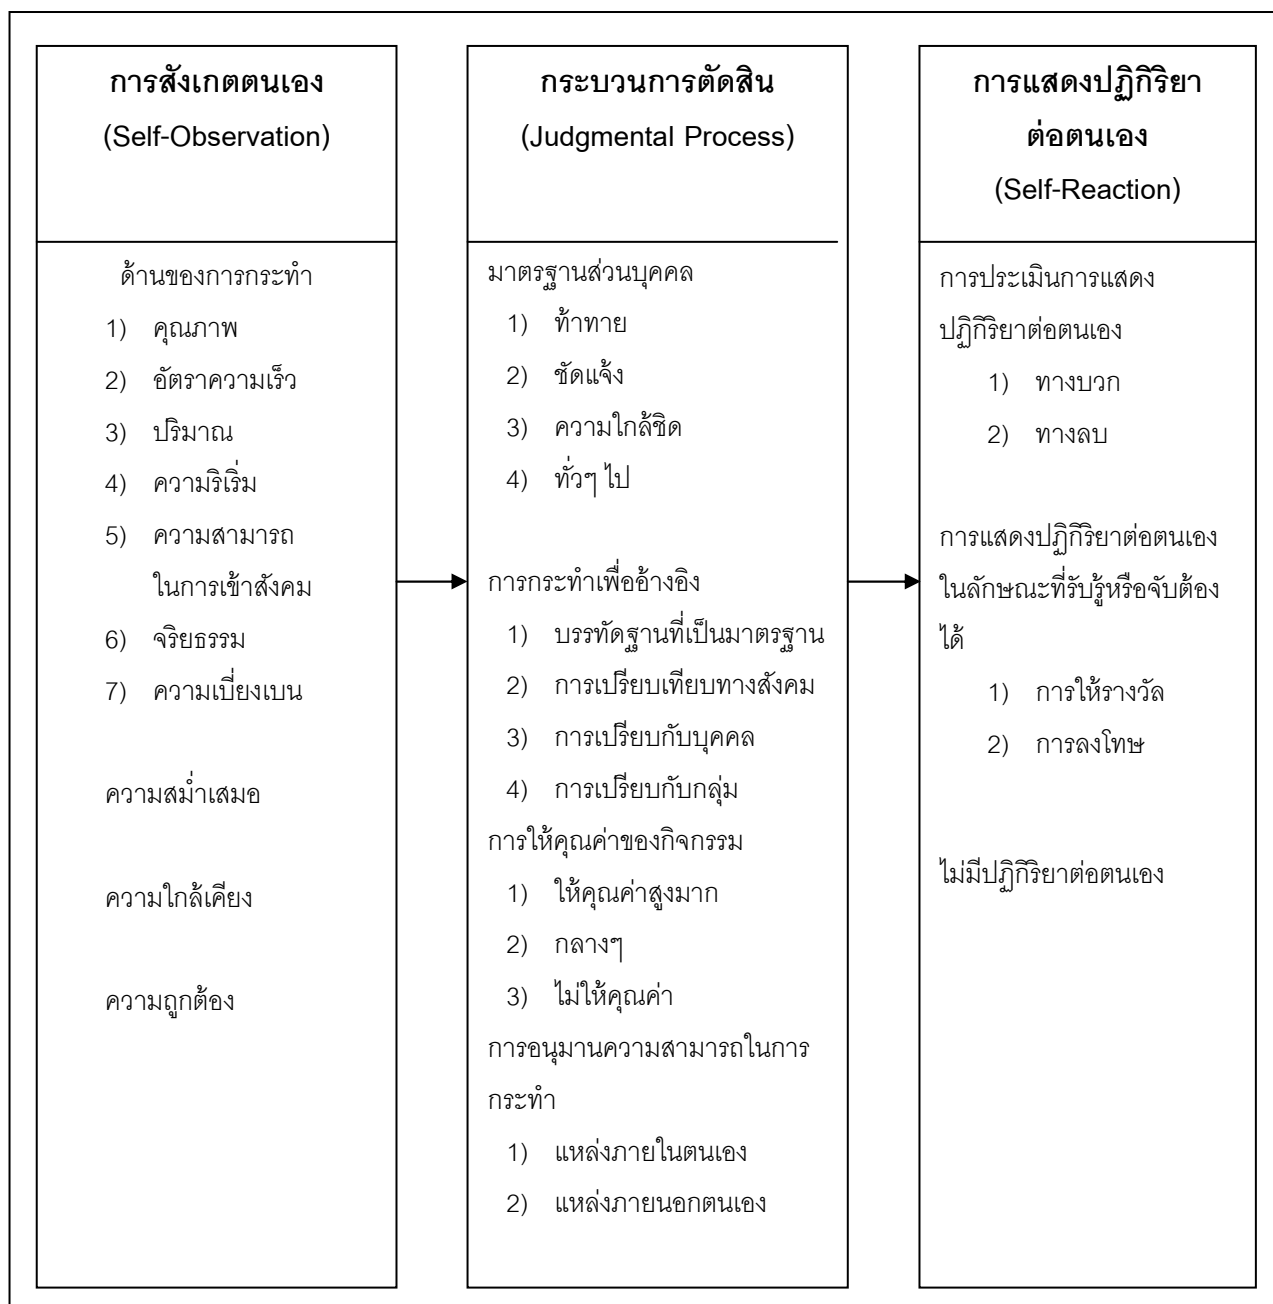 การสังเกตตนเอง
(Self-Observation)
ด้านของการกระทำ
1) คุณภาพ
2) อัตราความเร็ว
3) ปริมาณ
4) ความริเริ่ม
5) ความสามารถ
ในการเข้าสังคม
6) จริยธรรม
7) ความเบี่ยงเบน
ความสม่ำเสมอ
ความใกล้เคียง
ความถูกต้อง
กระบวนการตัดสิน
(Judgmental Process)
มาตรฐานส่วนบุคคล
1) ท้าทาย
2) ชัดแจ้ง
3) ความใกล้ชิด
4) ทั่วๆ ไป
การกระทำเพื่ออ้างอิง
1) บรรทัดฐานที่เป็นมาตรฐาน
2) การเปรียบเทียบทางสังคม
3) การเปรียบกับบุคคล
4) การเปรียบกับกลุ่ม
การให้คุณค่าของกิจกรรม
1) ให้คุณค่าสูงมาก
2) กลางๆ
3) ไม่ให้คุณค่า
การอนุมานความสามารถในการ
กระทำ
1) แหล่งภายในตนเอง
2) แหล่งภายนอกตนเอง
การแสดงปฏิกิริยา
ต่อตนเอง
(Self-Reaction)
การประเมินการแสดง
ปฏิกิริยาต่อตนเอง
1) ทางบวก
2) ทางลบ
การแสดงปฏิกิริยาต่อตนเอง
ในลักษณะที่รับรู้หรือจับต้อง
ได้
1) การให้รางวัล
2) การลงโทษ
ไม่มีปฏิกิริยาต่อตนเอง